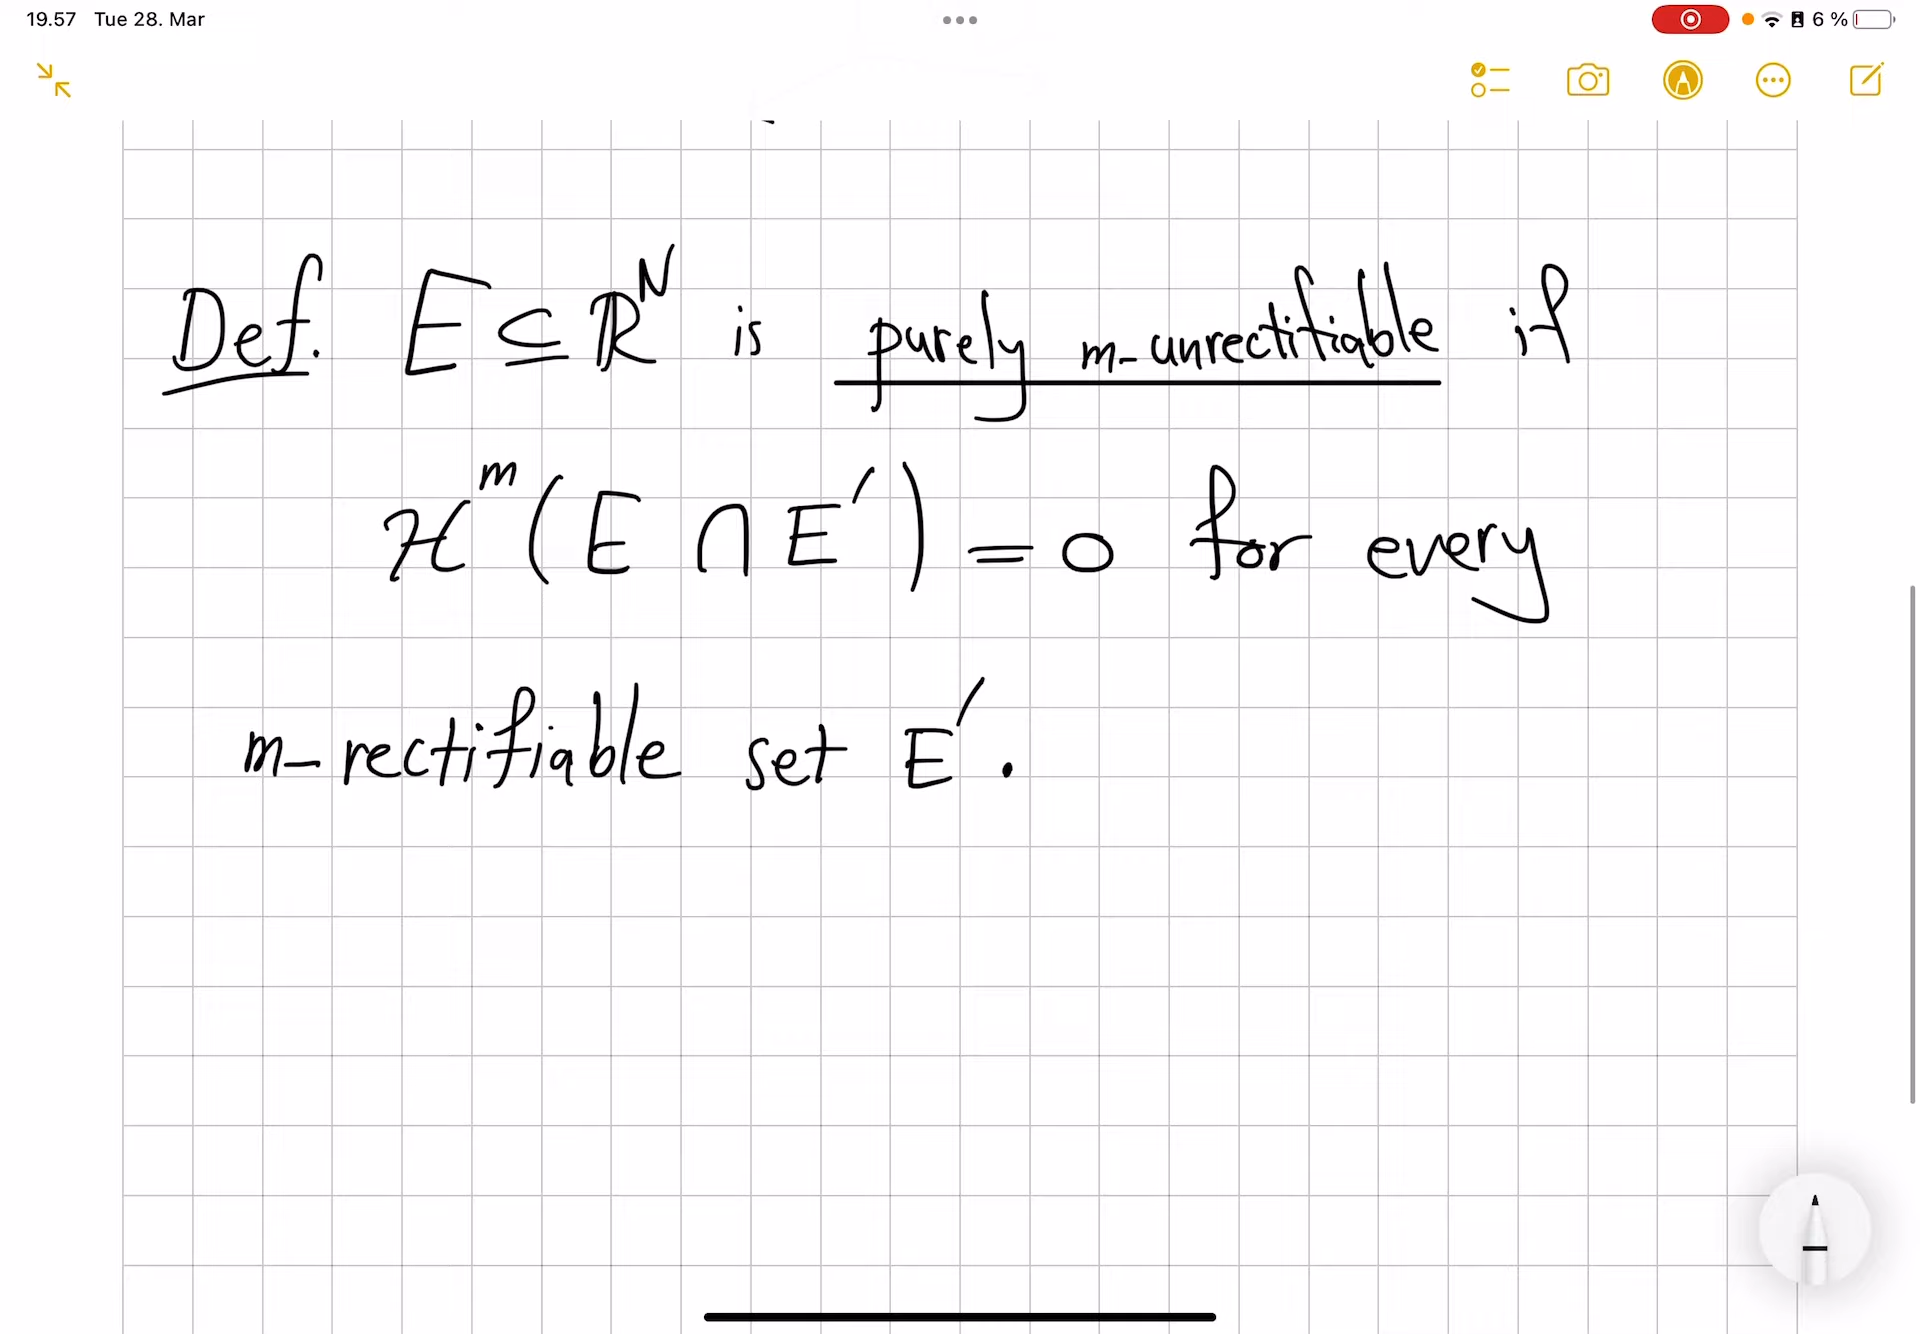 19.57 Tue 28. Mar
6 %
Def. E ⊆ ℝᴺ is purely m-unrectifiable if
ℋᵐ(E ∩ E′) = 0 for every
m-rectifiable set E′.